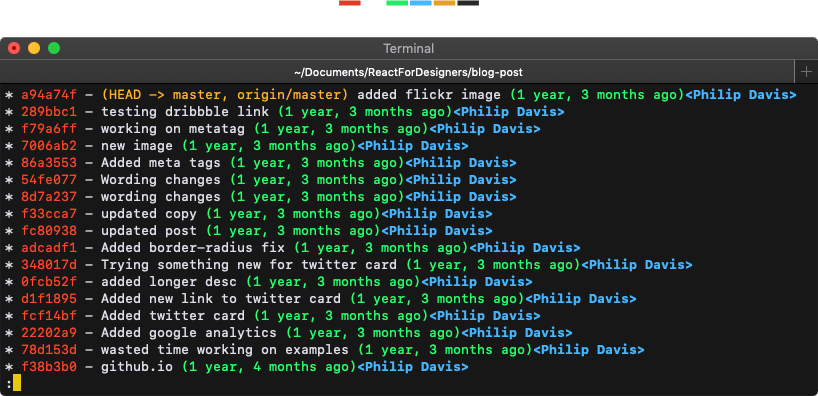 Terminal
~/Documents/ReactForDesigners/blog-post
* a94a74f - (HEAD -> master, origin/master) added flickr image (1 year, 3 months ago)<Philip Davis>
* 289bbc1 - testing dribbble link (1 year, 3 months ago)<Philip Davis>
* f79a6ff - working on metatag (1 year, 3 months ago)<Philip Davis>
* 7006ab2 - new image (1 year, 3 months ago)<Philip Davis>
* 86a3553 - Added meta tags (1 year, 3 months ago)<Philip Davis>
* 54fe077 - Wording changes (1 year, 3 months ago)<Philip Davis>
* 8d7a237 - wording changes (1 year, 3 months ago)<Philip Davis>
* f33cca7 - updated copy (1 year, 3 months ago)<Philip Davis>
* fc80938 - updated post (1 year, 3 months ago)<Philip Davis>
* adcadf1 - Added border-radius fix (1 year, 3 months ago)<Philip Davis>
* 348017d - Trying something new for twitter card (1 year, 3 months ago)<Philip Davis>
* 0fcb52f - added longer desc (1 year, 3 months ago)<Philip Davis>
* d1f1895 - Added new link to twitter card (1 year, 3 months ago)<Philip Davis>
* fcf14bf - Added twitter card (1 year, 3 months ago)<Philip Davis>
* 22202a9 - Added google analytics (1 year, 3 months ago)<Philip Davis>
* 78d153d - wasted time working on examples (1 year, 3 months ago)<Philip Davis>
* f38b3b0 - github.io (1 year, 4 months ago)<Philip Davis>
: